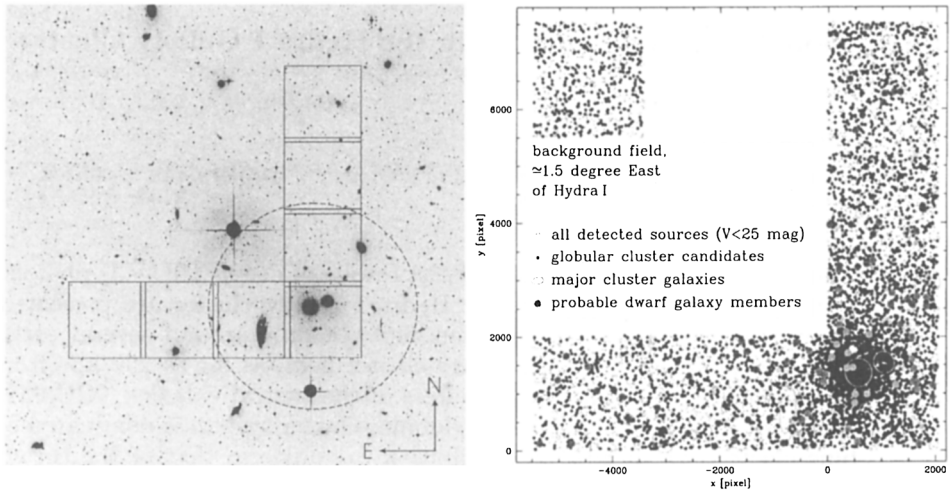 N
E
background field,
≃1.5 degree East
of Hydra I
all detected sources (V<25 mag)
globular cluster candidates
major cluster galaxies
probable dwarf galaxy members
6000
4000
2000
0
y [pixel]
-4000
-2000
0
2000
x [pixel]